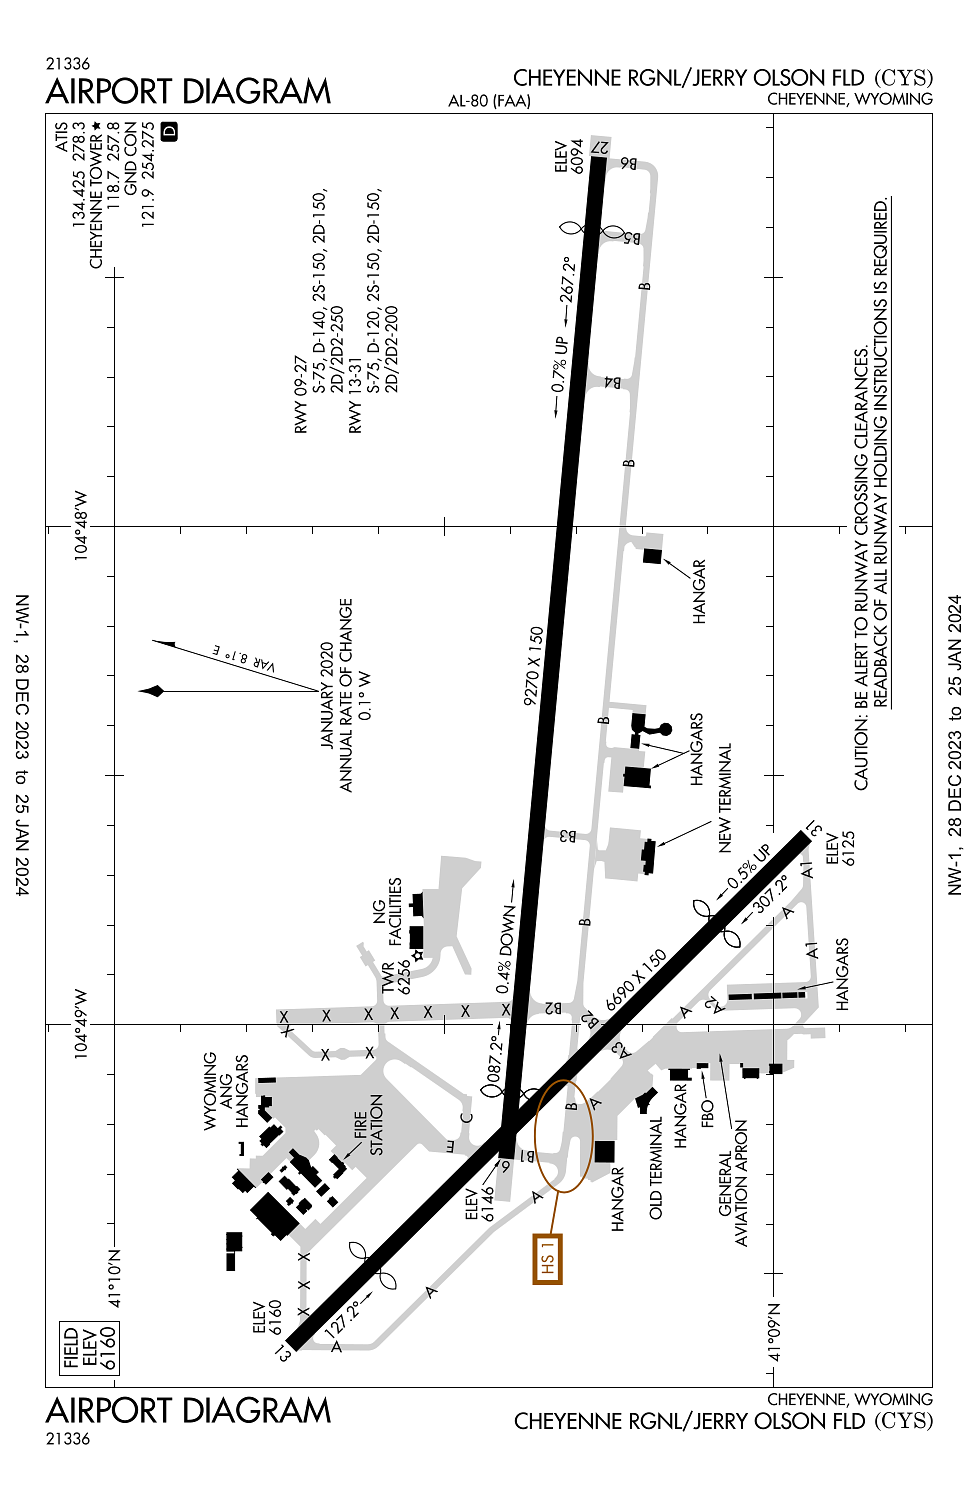 21336
AIRPORT DIAGRAM
AL-80 (FAA)
CHEYENNE RGNL/JERRY OLSON FLD (CYS)
CHEYENNE, WYOMING
ATIS
134.425 278.3
CHEYENNE TOWER★
118.7 257.8
GND CON
121.9 254.275
D
RWY 09-27
S-75, D-140, 2S-150, 2D-150,
2D/2D2-250
RWY 13-31
S-75, D-120, 2S-150, 2D-150,
2D/2D2-200
CAUTION: BE ALERT TO RUNWAY CROSSING CLEARANCES.
READBACK OF ALL RUNWAY HOLDING INSTRUCTIONS IS REQUIRED.
ELEV
6094
27
B6
B5
B
267.2°
0.7% UP
B4
B
104°48'W
HANGAR
VAR 8.1° E
JANUARY 2020
ANNUAL RATE OF CHANGE
0.1° W
9270 X 150
B
HANGARS
NEW TERMINAL
B3
31
ELEV
6125
0.5% UP
307.2°
A1
A
A1
NG
FACILITIES
TWR
6256
0.4% DOWN
B
6690 X 150
HANGARS
104°49'W
X
X
X
X
X
X
X
X
X
X
B2
B2
A
A2
A3
087.2°
WYOMING
ANG
HANGARS
FIRE
STATION
C
E
B
A
B1
9
ELEV
6146
A
HS 1
HANGAR
OLD TERMINAL
HANGAR
FBO
GENERAL
AVIATION APRON
X
X
X
A
A
127.2°
13
ELEV
6160
41°10'N
41°09'N
FIELD
ELEV
6160
NW-1, 28 DEC 2023 to 25 JAN 2024
NW-1, 28 DEC 2023 to 25 JAN 2024
AIRPORT DIAGRAM
21336
CHEYENNE, WYOMING
CHEYENNE RGNL/JERRY OLSON FLD (CYS)